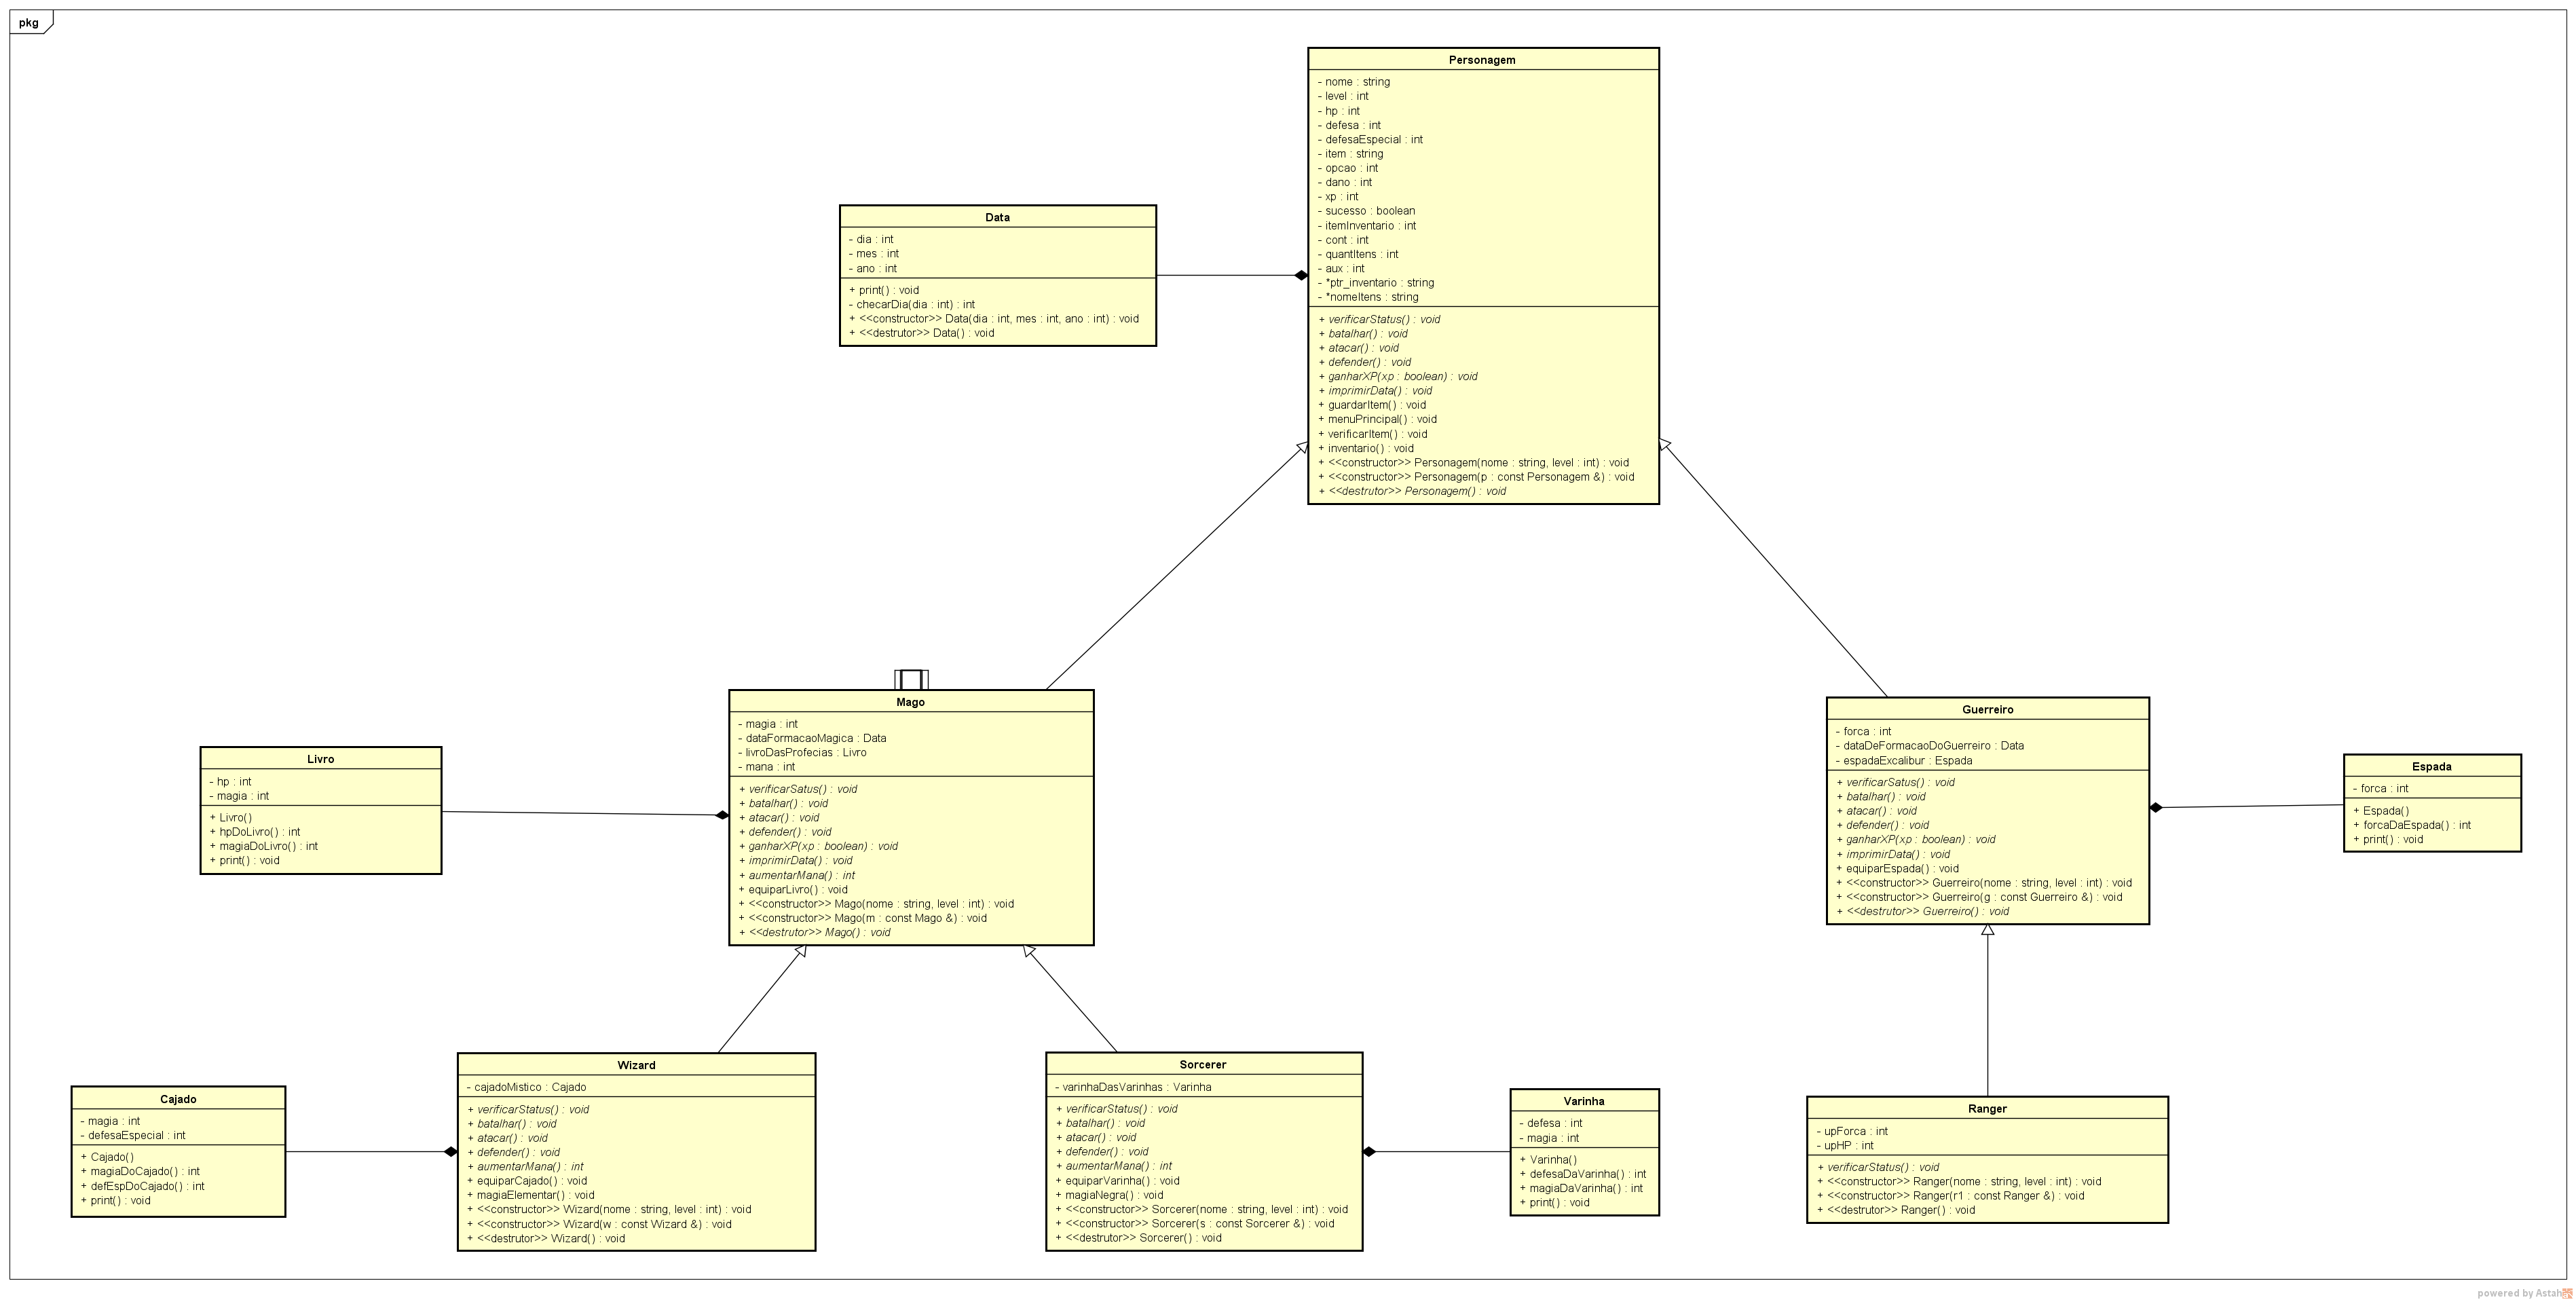 pkg
Personagem
- nome : string
- level : int
- hp : int
- defesa : int
- defesaEspecial : int
- item : string
- opcao : int
- dano : int
- xp : int
- sucesso : boolean
- itemInventario : int
- cont : int
- quantItens : int
- aux : int
- *ptr_inventario : string
- *nomeItens : string
+ verificarStatus() : void
+ batalhar() : void
+ atacar() : void
+ defender() : void
+ ganharXP(xp : boolean) : void
+ imprimirData() : void
+ guardarItem() : void
+ menuPrincipal() : void
+ verificarItem() : void
+ inventario() : void
+ <<constructor>> Personagem(nome : string, level : int) : void
+ <<constructor>> Personagem(p : const Personagem &) : void
+ <<destrutor>> Personagem() : void
Data
- dia : int
- mes : int
- ano : int
+ print() : void
- checarDia(dia : int) : int
+ <<constructor>> Data(dia : int, mes : int, ano : int) : void
+ <<destrutor>> Data() : void
Mago
- magia : int
- dataFormacaoMagica : Data
- livroDasProfecias : Livro
- mana : int
+ verificarSatus() : void
+ batalhar() : void
+ atacar() : void
+ defender() : void
+ ganharXP(xp : boolean) : void
+ imprimirData() : void
+ aumentarMana() : int
+ equiparLivro() : void
+ <<constructor>> Mago(nome : string, level : int) : void
+ <<constructor>> Mago(m : const Mago &) : void
+ <<destrutor>> Mago() : void
Guerreiro
- forca : int
- dataDeFormacaoDoGuerreiro : Data
- espadaExcalibur : Espada
+ verificarSatus() : void
+ batalhar() : void
+ atacar() : void
+ defender() : void
+ ganharXP(xp : boolean) : void
+ imprimirData() : void
+ equiparEspada() : void
+ <<constructor>> Guerreiro(nome : string, level : int) : void
+ <<constructor>> Guerreiro(g : const Guerreiro &) : void
+ <<destrutor>> Guerreiro() : void
Livro
- hp : int
- magia : int
+ Livro()
+ hpDoLivro() : int
+ magiaDoLivro() : int
+ print() : void
Espada
- forca : int
+ Espada()
+ forcaDaEspada() : int
+ print() : void
Wizard
- cajadoMistico : Cajado
+ verificarStatus() : void
+ batalhar() : void
+ atacar() : void
+ defender() : void
+ aumentarMana() : int
+ equiparCajado() : void
+ magiaElementar() : void
+ <<constructor>> Wizard(nome : string, level : int) : void
+ <<constructor>> Wizard(w : const Wizard &) : void
+ <<destrutor>> Wizard() : void
Sorcerer
- varinhaDasVarinhas : Varinha
+ verificarStatus() : void
+ batalhar() : void
+ atacar() : void
+ defender() : void
+ aumentarMana() : int
+ equiparVarinha() : void
+ magiaNegra() : void
+ <<constructor>> Sorcerer(nome : string, level : int) : void
+ <<constructor>> Sorcerer(s : const Sorcerer &) : void
+ <<destrutor>> Sorcerer() : void
Cajado
- magia : int
- defesaEspecial : int
+ Cajado()
+ magiaDoCajado() : int
+ defEspDoCajado() : int
+ print() : void
Varinha
- defesa : int
- magia : int
+ Varinha()
+ defesaDaVarinha() : int
+ magiaDaVarinha() : int
+ print() : void
Ranger
- upForca : int
- upHP : int
+ verificarStatus() : void
+ <<constructor>> Ranger(nome : string, level : int) : void
+ <<constructor>> Ranger(r1 : const Ranger &) : void
+ <<destrutor>> Ranger() : void
powered by Astah